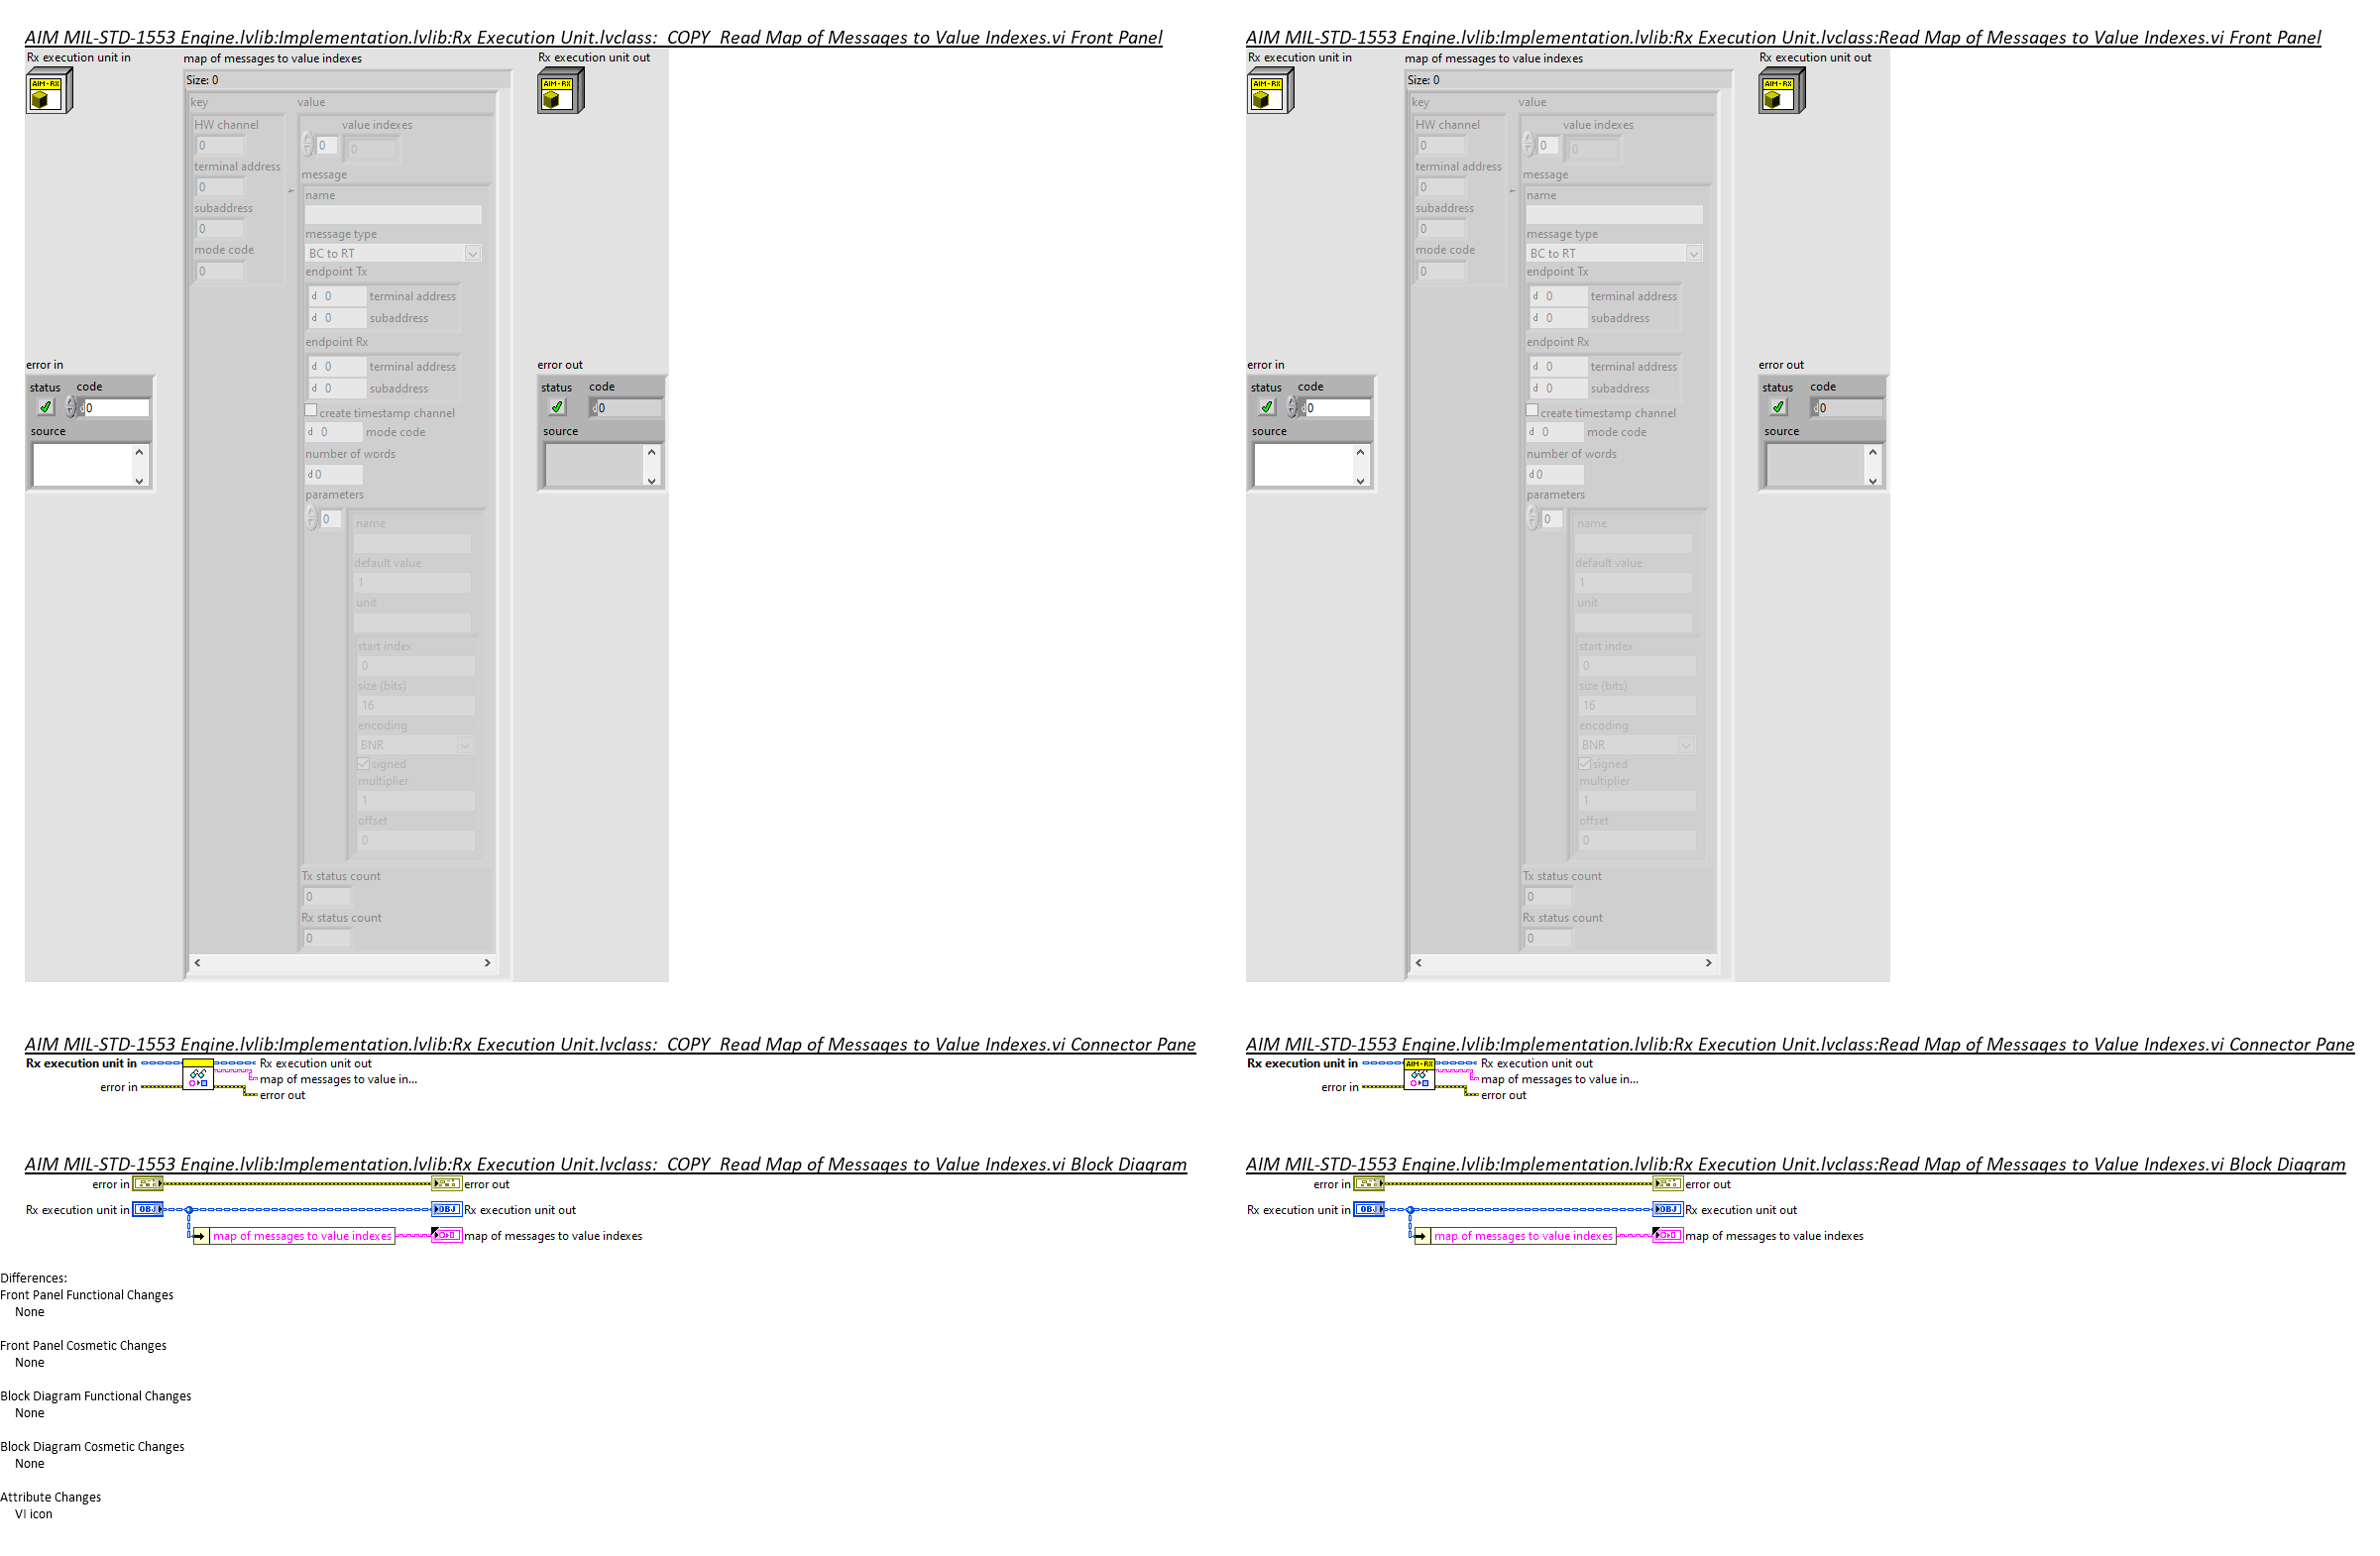 AIM MIL-STD-1553 Engine.lvlib:Implementation.lvlib:Rx Execution Unit.lvclass:  COPY  Read Map of Messages to Value Indexes.vi Front Panel
Rx execution unit in
AIM-RX
map of messages to value indexes
Size: 0
key
HW channel
0
terminal address
0
subaddress
0
mode code
0
value
value indexes
0
0
message
name
message type
BC to RT
endpoint Tx
d 0 terminal address
d 0 subaddress
endpoint Rx
d 0 terminal address
d 0 subaddress
create timestamp channel
d 0 mode code
number of words
d 0
parameters
0
name
default value
1
unit
start index
0
size (bits)
16
encoding
BNR
signed
multiplier
1
offset
0
Tx status count
0
Rx status count
0
Rx execution unit out
AIM-RX
error in
status code
d0
source
error out
status code
d0
source
AIM MIL-STD-1553 Engine.lvlib:Implementation.lvlib:Rx Execution Unit.lvclass:Read Map of Messages to Value Indexes.vi Front Panel
Rx execution unit in
AIM-RX
map of messages to value indexes
Size: 0
key
HW channel
0
terminal address
0
subaddress
0
mode code
0
value
value indexes
0
0
message
name
message type
BC to RT
endpoint Tx
d 0 terminal address
d 0 subaddress
endpoint Rx
d 0 terminal address
d 0 subaddress
create timestamp channel
d 0 mode code
number of words
d 0
parameters
0
name
default value
1
unit
start index
0
size (bits)
16
encoding
BNR
signed
multiplier
1
offset
0
Tx status count
0
Rx status count
0
Rx execution unit out
AIM-RX
error in
status code
d0
source
error out
status code
d0
source
AIM MIL-STD-1553 Engine.lvlib:Implementation.lvlib:Rx Execution Unit.lvclass:  COPY  Read Map of Messages to Value Indexes.vi Connector Pane
Rx execution unit in
error in
Rx execution unit out
map of messages to value in...
error out
AIM MIL-STD-1553 Engine.lvlib:Implementation.lvlib:Rx Execution Unit.lvclass:Read Map of Messages to Value Indexes.vi Connector Pane
Rx execution unit in
error in
AIM-RX
Rx execution unit out
map of messages to value in...
error out
AIM MIL-STD-1553 Engine.lvlib:Implementation.lvlib:Rx Execution Unit.lvclass:  COPY  Read Map of Messages to Value Indexes.vi Block Diagram
error in
error out
Rx execution unit in OBJ
OBJ Rx execution unit out
map of messages to value indexes
map of messages to value indexes
AIM MIL-STD-1553 Engine.lvlib:Implementation.lvlib:Rx Execution Unit.lvclass:Read Map of Messages to Value Indexes.vi Block Diagram
error in
error out
Rx execution unit in OBJ
OBJ Rx execution unit out
map of messages to value indexes
map of messages to value indexes
Differences:
Front Panel Functional Changes
None
Front Panel Cosmetic Changes
None
Block Diagram Functional Changes
None
Block Diagram Cosmetic Changes
None
Attribute Changes
VI icon